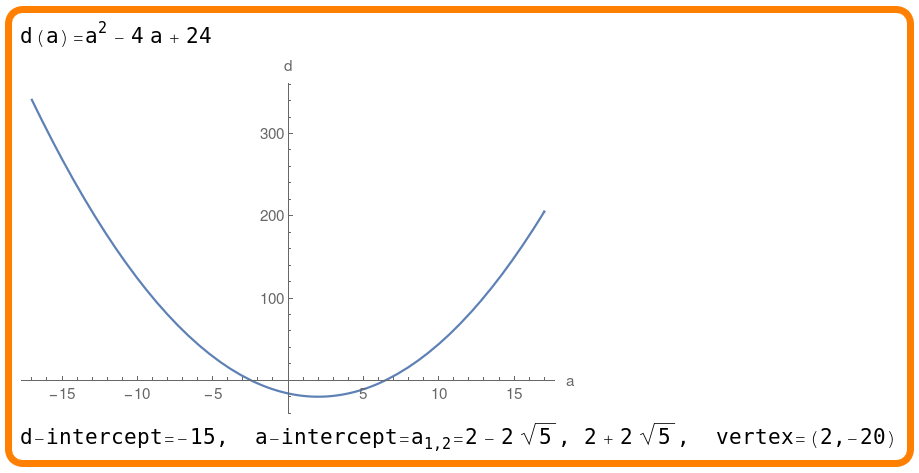 d(a)=a² − 4 a + 24
d
300
200
100
−15 −10 −5 5 10 15 a
d−intercept=−15, a−intercept=a₁,₂=2 − 2 √5, 2 + 2 √5, vertex=(2,−20)